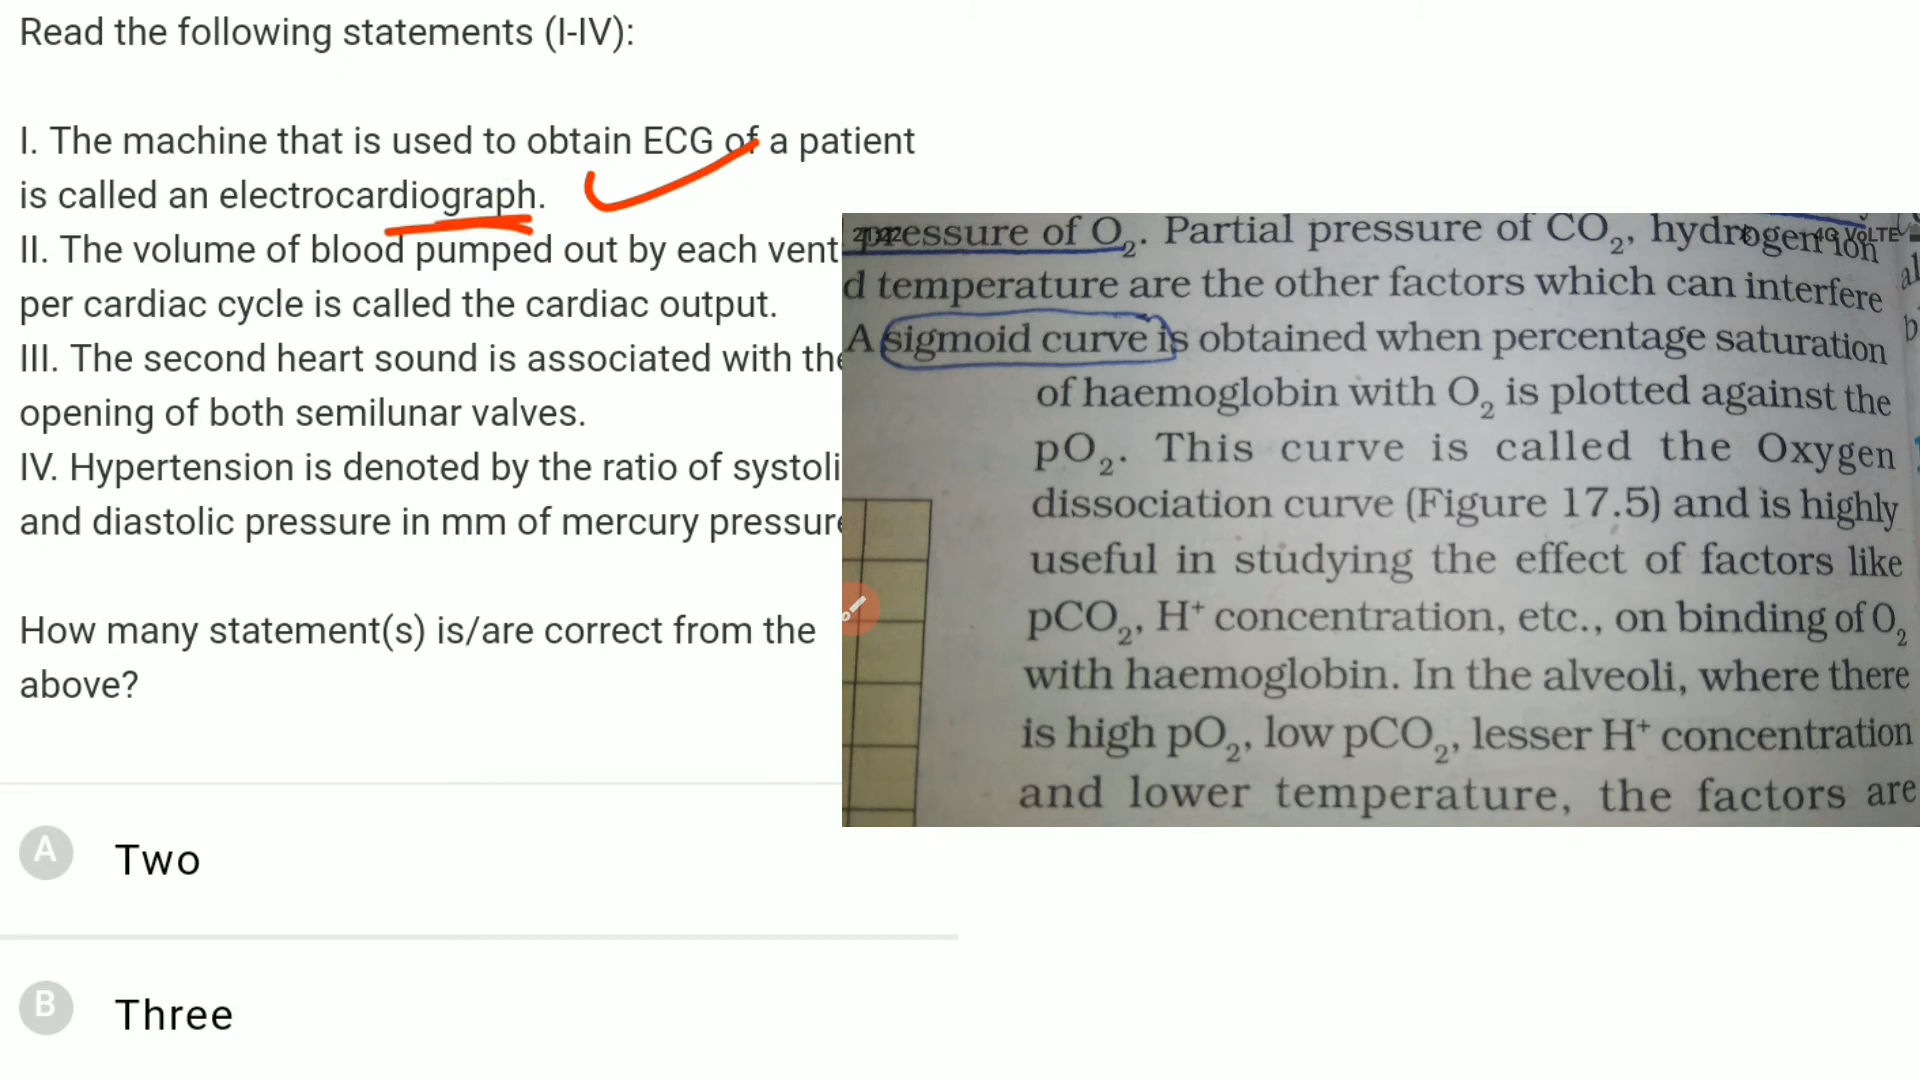 Read the following statements (I-IV):
I. The machine that is used to obtain ECG of a patient
is called an electrocardiograph.
II. The volume of blood pumped out by each vent
per cardiac cycle is called the cardiac output.
III. The second heart sound is associated with the
opening of both semilunar valves.
IV. Hypertension is denoted by the ratio of systoli
and diastolic pressure in mm of mercury pressure
How many statement(s) is/are correct from the
above?
A Two
B Three
pressure of O₂. Partial pressure of CO₂, hydrogen ion
d temperature are the other factors which can interfere
A sigmoid curve is obtained when percentage saturation
of haemoglobin with O₂ is plotted against the
pO₂. This curve is called the Oxygen
dissociation curve (Figure 17.5) and is highly
useful in studying the effect of factors like
pCO₂, H⁺ concentration, etc., on binding of O₂
with haemoglobin. In the alveoli, where there
is high pO₂, low pCO₂, lesser H⁺ concentration
and lower temperature, the factors are